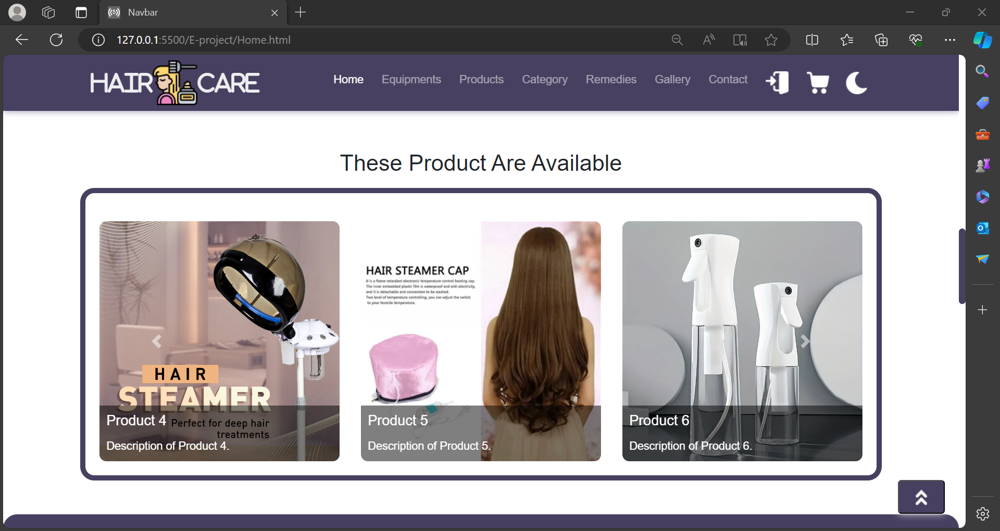 Navbar
127.0.0.1:5500/E-project/Home.html
HAIR CARE
Home Equipments Products Category Remedies Gallery Contact
These Product Are Available
HAIR
STEAMER
Perfect for deep hair
treatments
Product 4
Description of Product 4.
HAIR STEAMER CAP
It is a flame-retardant electronic temperature control heating cap.
The inner embedded plastic film is waterproof and anti-electricity,
and it is detachable and convenient to be washed.
Two level of temperature controlling, you can adjust the switch
to your favorite temperature.
Product 5
Description of Product 5.
Product 6
Description of Product 6.